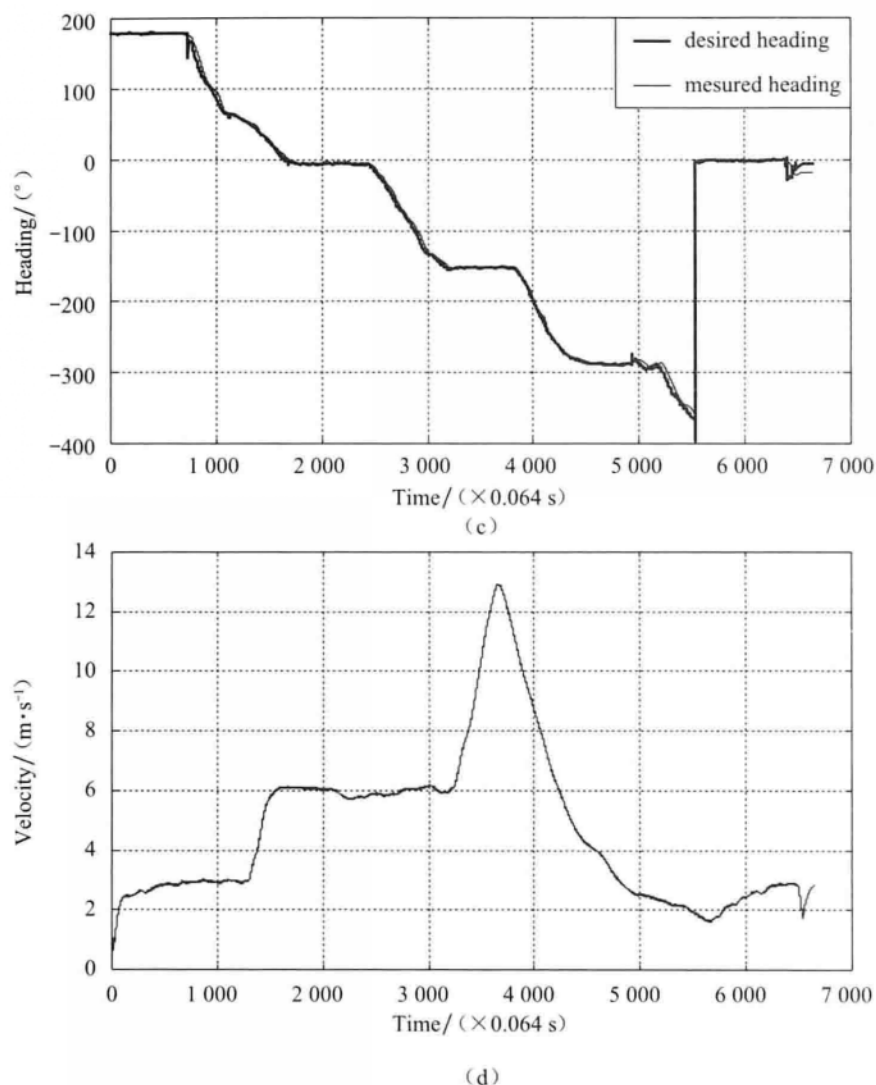 200
100
0
−100
−200
−300
−400
Heading/(°)
desired heading
mesured heading
0 1 000 2 000 3 000 4 000 5 000 6 000 7 000
Time/(×0.064 s)
(c)
14
12
10
8
6
4
2
0
Velocity/(m·s⁻¹)
0 1 000 2 000 3 000 4 000 5 000 6 000 7 000
Time/(×0.064 s)
(d)